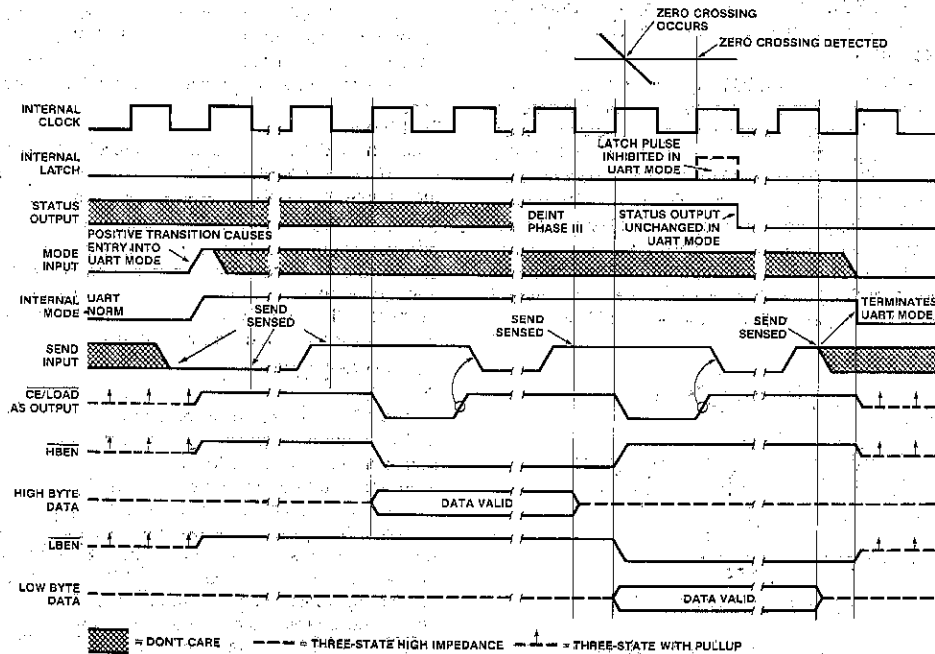 ZERO CROSSING
OCCURS
ZERO CROSSING DETECTED
INTERNAL
CLOCK
INTERNAL
LATCH
LATCH PULSE
INHIBITED IN
UART MODE
STATUS
OUTPUT
DEINT
PHASE III
STATUS OUTPUT
UNCHANGED IN
UART MODE
POSITIVE TRANSITION CAUSES
ENTRY INTO
UART MODE
MODE
INPUT
INTERNAL
MODE
UART
NORM
SEND
SENSED
SEND
SENSED
SEND
SENSED
TERMINATES
UART MODE
SEND
INPUT
CE/LOAD
AS OUTPUT
HBEN
HIGH BYTE
DATA
DATA VALID
LBEN
LOW BYTE
DATA
DATA VALID
= DON'T CARE
= THREE-STATE HIGH IMPEDANCE
= THREE-STATE WITH PULLUP